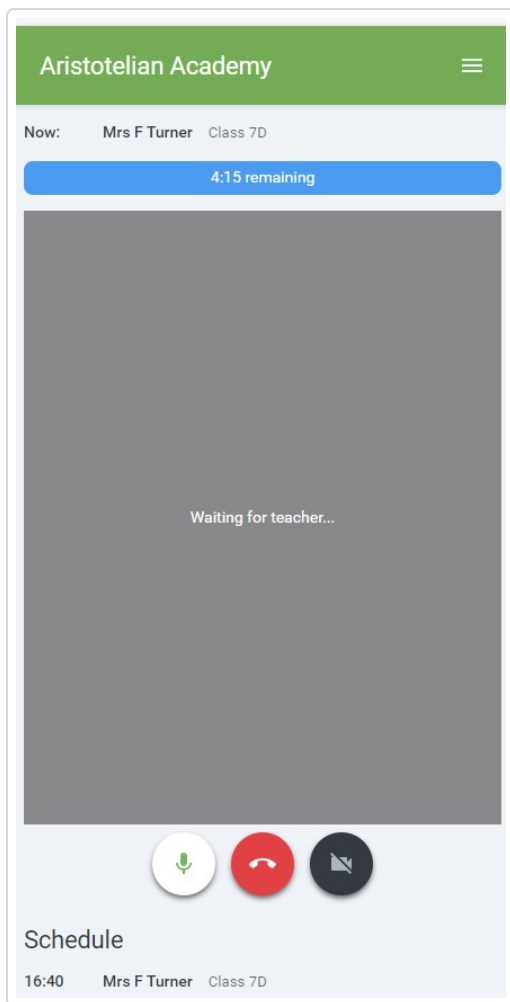 Aristotelian Academy
Now: Mrs F Turner Class 7D
4:15 remaining
Waiting for teacher...
Schedule
16:40 Mrs F Turner Class 7D